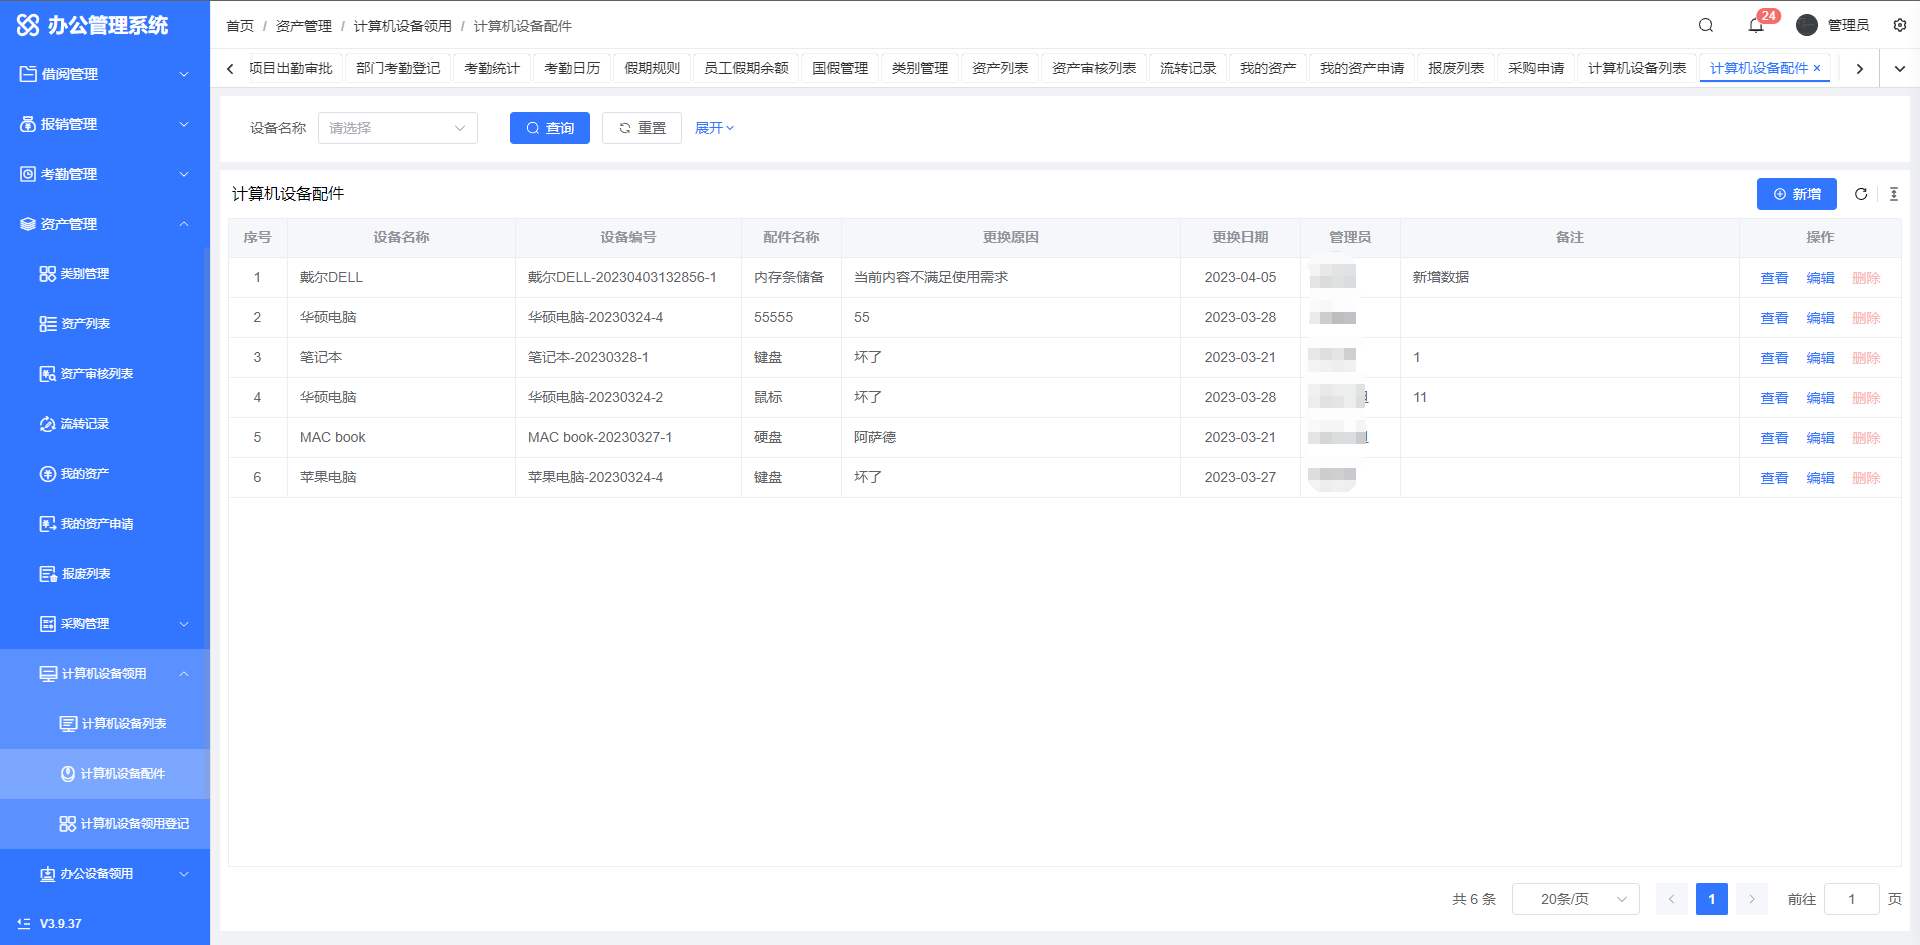 办公管理系统
首页 / 资产管理 / 计算机设备领用 / 计算机设备配件
24
管理员
项目出勤审批 部门考勤登记 考勤统计 考勤日历 假期规则 员工假期余额 国假管理 类别管理 资产列表 资产审核列表 流转记录 我的资产 我的资产申请 报废列表 采购申请 计算机设备列表 计算机设备配件 ×
借阅管理
报销管理
考勤管理
资产管理
类别管理
资产列表
资产审核列表
流转记录
我的资产
我的资产申请
报废列表
采购管理
计算机设备领用
计算机设备列表
计算机设备配件
计算机设备领用登记
办公设备领用
V3.9.37
设备名称 请选择 查询 重置 展开
计算机设备配件 新增
序号 设备名称 设备编号 配件名称 更换原因 更换日期 管理员 备注 操作
1 戴尔DELL 戴尔DELL-20230403132856-1 内存条储备 当前内容不满足使用需求 2023-04-05 新增数据 查看 编辑 删除
2 华硕电脑 华硕电脑-20230324-4 55555 55 2023-03-28 查看 编辑 删除
3 笔记本 笔记本-20230328-1 键盘 坏了 2023-03-21 1 查看 编辑 删除
4 华硕电脑 华硕电脑-20230324-2 鼠标 坏了 2023-03-28 11 查看 编辑 删除
5 MAC book MAC book-20230327-1 硬盘 阿萨德 2023-03-21 查看 编辑 删除
6 苹果电脑 苹果电脑-20230324-4 键盘 坏了 2023-03-27 查看 编辑 删除
共 6 条 20条/页 1 前往 1 页